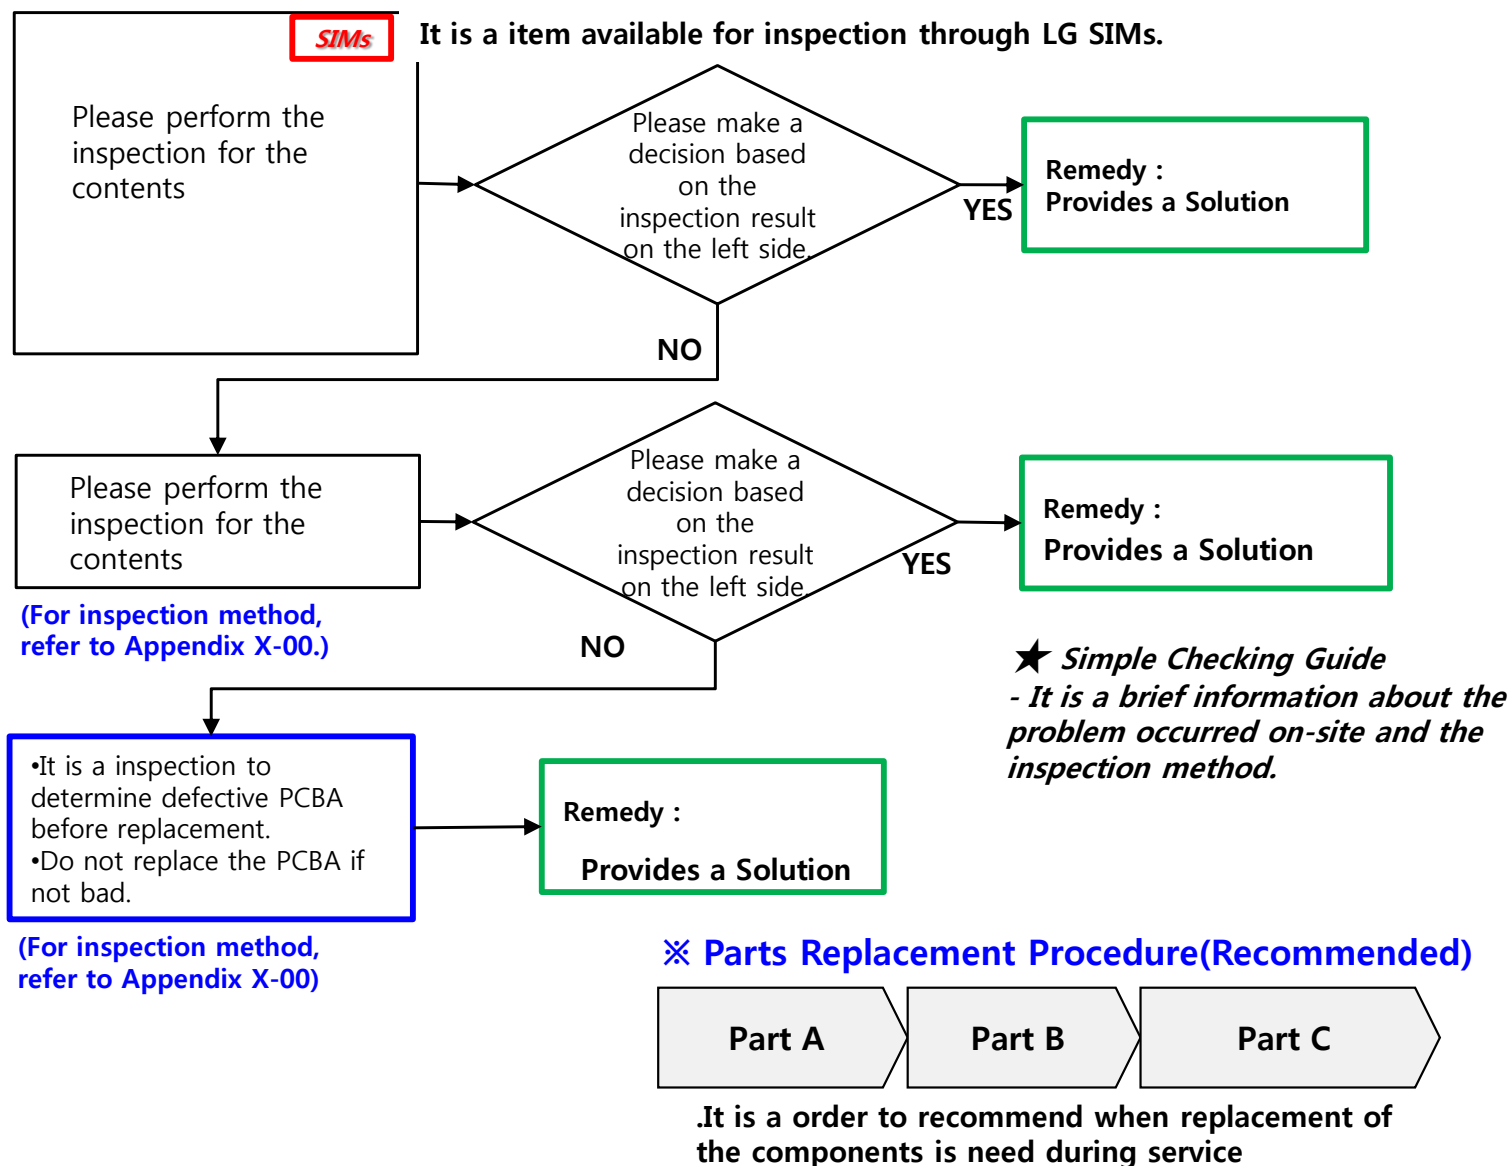 SIMs
It is a item available for inspection through LG SIMs.
Please perform the
inspection for the
contents
Please make a
decision based
on the
inspection result
on the left side.
YES
Remedy :
Provides a Solution
NO
Please perform the
inspection for the
contents
(For inspection method,
refer to Appendix X-00.)
Please make a
decision based
on the
inspection result
on the left side.
YES
Remedy :
Provides a Solution
NO
★ Simple Checking Guide
- It is a brief information about the
problem occurred on-site and the
inspection method.
•It is a inspection to
determine defective PCBA
before replacement.
•Do not replace the PCBA if
not bad.
(For inspection method,
refer to Appendix X-00)
Remedy :
Provides a Solution
※ Parts Replacement Procedure(Recommended)
Part A
Part B
Part C
.It is a order to recommend when replacement of
the components is need during service